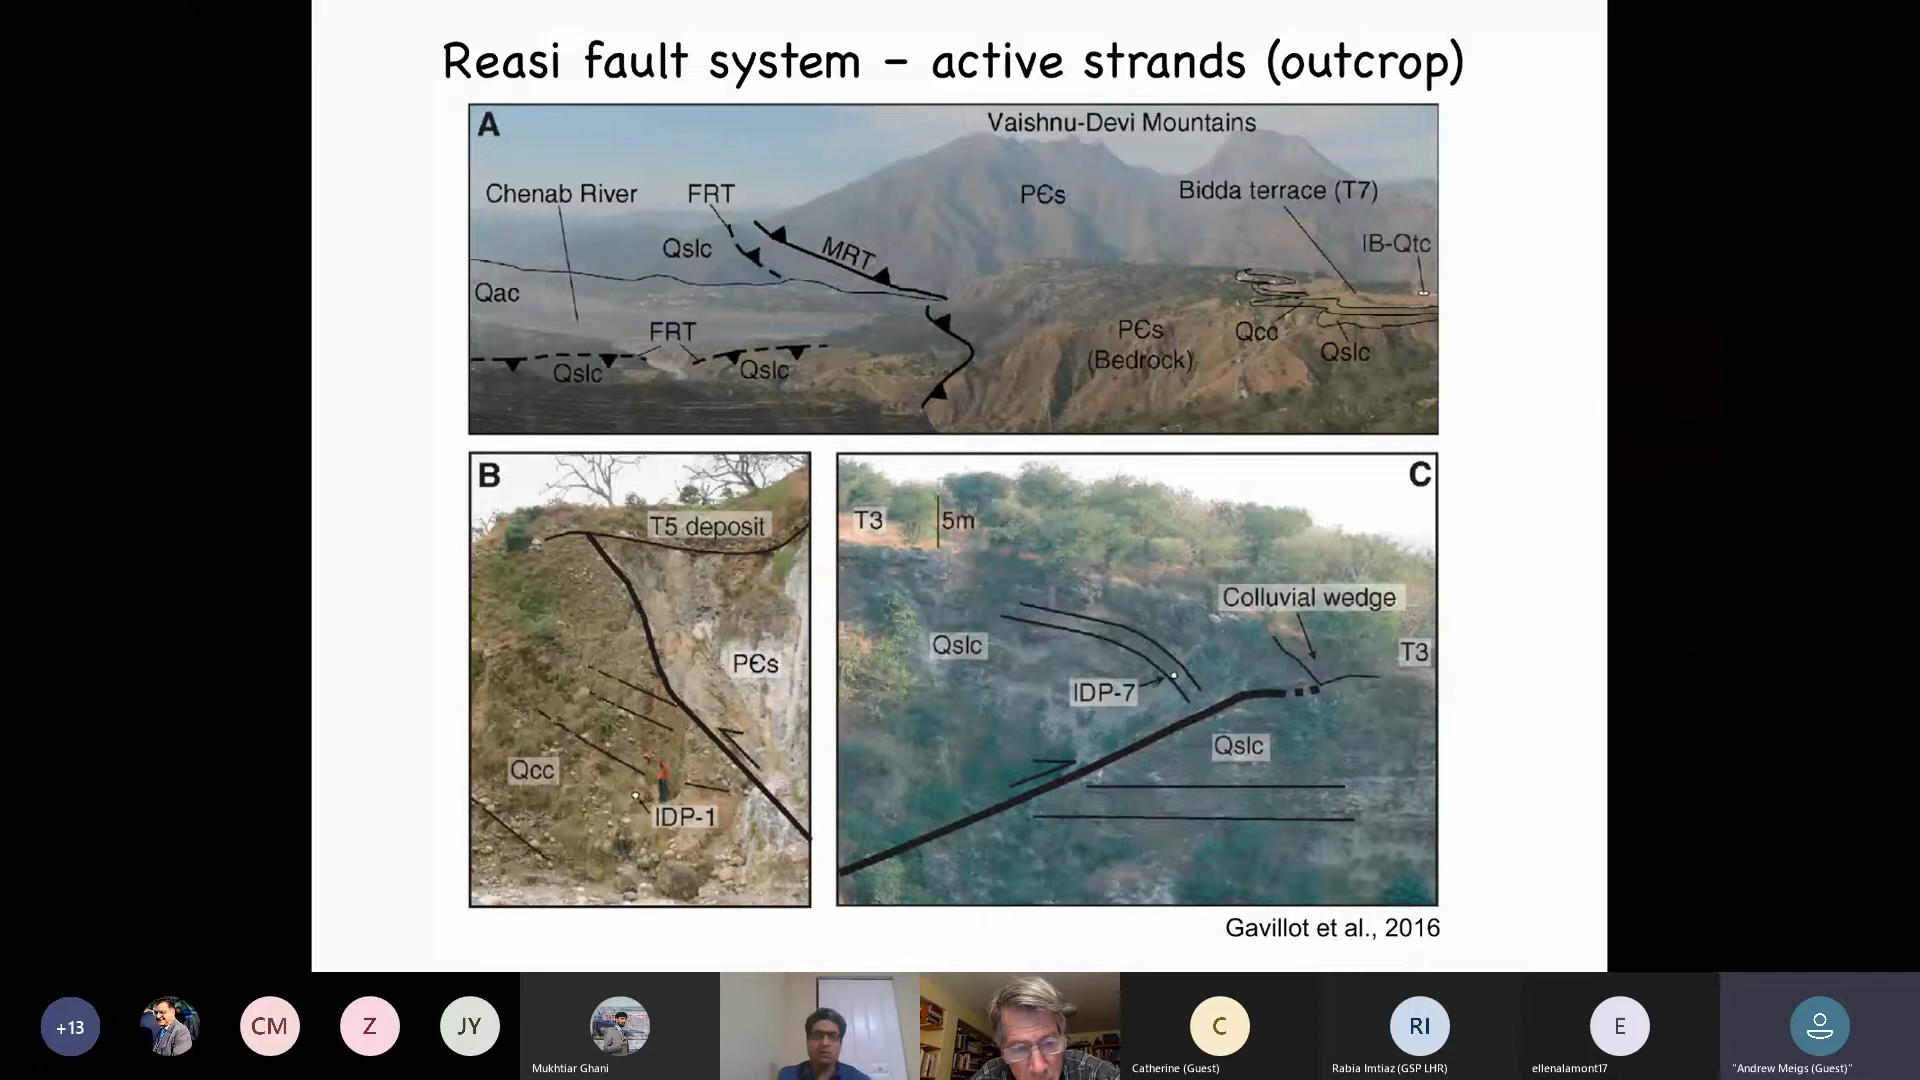 Reasi fault system – active strands (outcrop)
A
Vaishnu-Devi Mountains
Chenab River
FRT
PЄs
Bidda terrace (T7)
Qslc
MRT
IB-Qtc
Qac
FRT
PЄs
(Bedrock)
Qcc
Qslc
Qslc
Qslc
B
T5 deposit
PЄs
Qcc
IDP-1
C
T3
5m
Colluvial wedge
Qslc
T3
IDP-7
Qslc
Gavillot et al., 2016
+13
CM
Z
JY
Mukhtiar Ghani
C
Catherine (Guest)
RI
Rabia Imtiaz (GSP LHR)
E
ellenalamont17
"Andrew Meigs (Guest)"